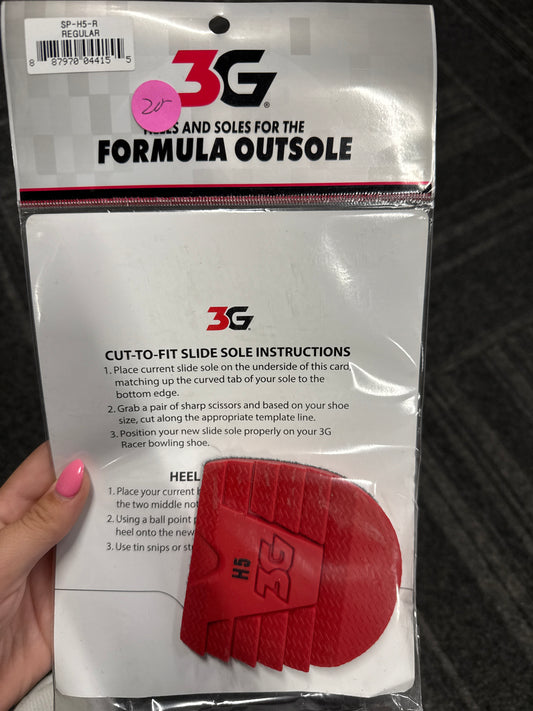 SP-H5-R
REGULAR
8 87970 04415 5
3G®
20
HEELS AND SOLES FOR THE
FORMULA OUTSOLE
3G
CUT-TO-FIT SLIDE SOLE INSTRUCTIONS
1. Place current slide sole on the underside of this card,
matching up the curved tab of your sole to the
bottom edge.
2. Grab a pair of sharp scissors and based on your shoe
size, cut along the appropriate template line.
3. Position your new slide sole properly on your 3G
Racer bowling shoe.
HEEL
1. Place your current
the two middle
2. Using a ball point
heel onto the new
3. Use tin snips or
H5
3G